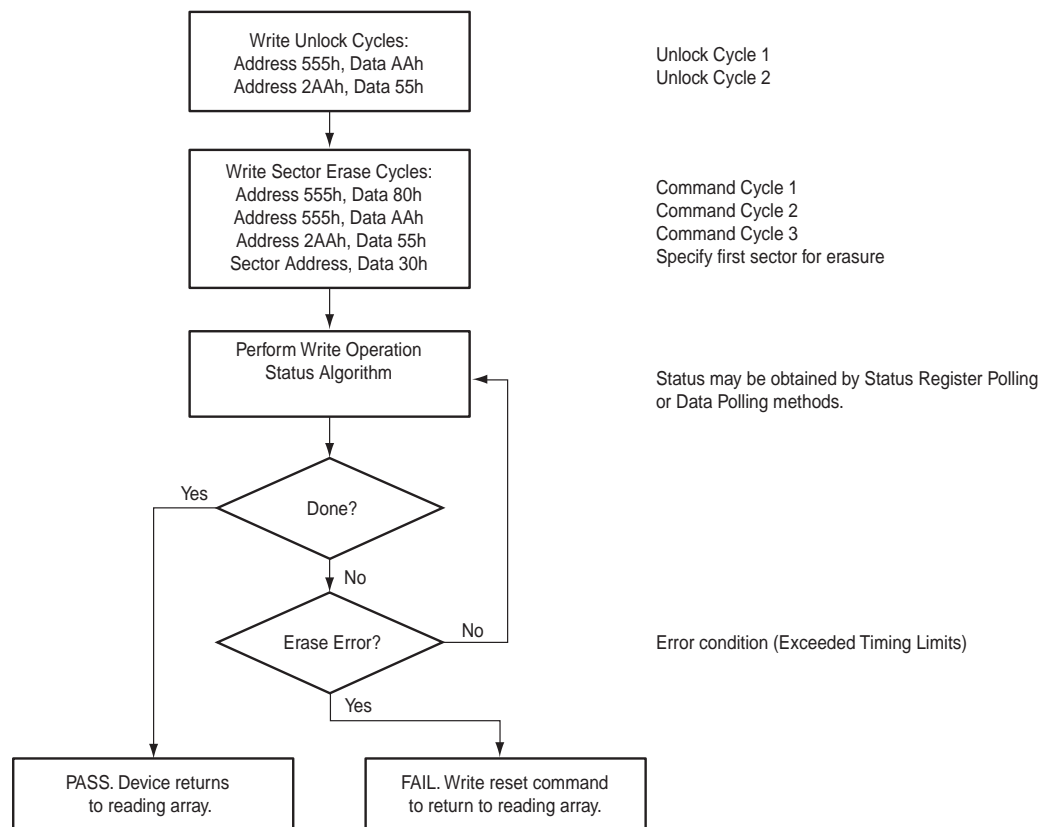 Write Unlock Cycles:
Address 555h, Data AAh
Address 2AAh, Data 55h
Unlock Cycle 1
Unlock Cycle 2
Write Sector Erase Cycles:
Address 555h, Data 80h
Address 555h, Data AAh
Address 2AAh, Data 55h
Sector Address, Data 30h
Command Cycle 1
Command Cycle 2
Command Cycle 3
Specify first sector for erasure
Perform Write Operation
Status Algorithm
Status may be obtained by Status Register Polling
or Data Polling methods.
Yes
Done?
No
Erase Error?
No
Error condition (Exceeded Timing Limits)
Yes
PASS. Device returns
to reading array.
FAIL. Write reset command
to return to reading array.